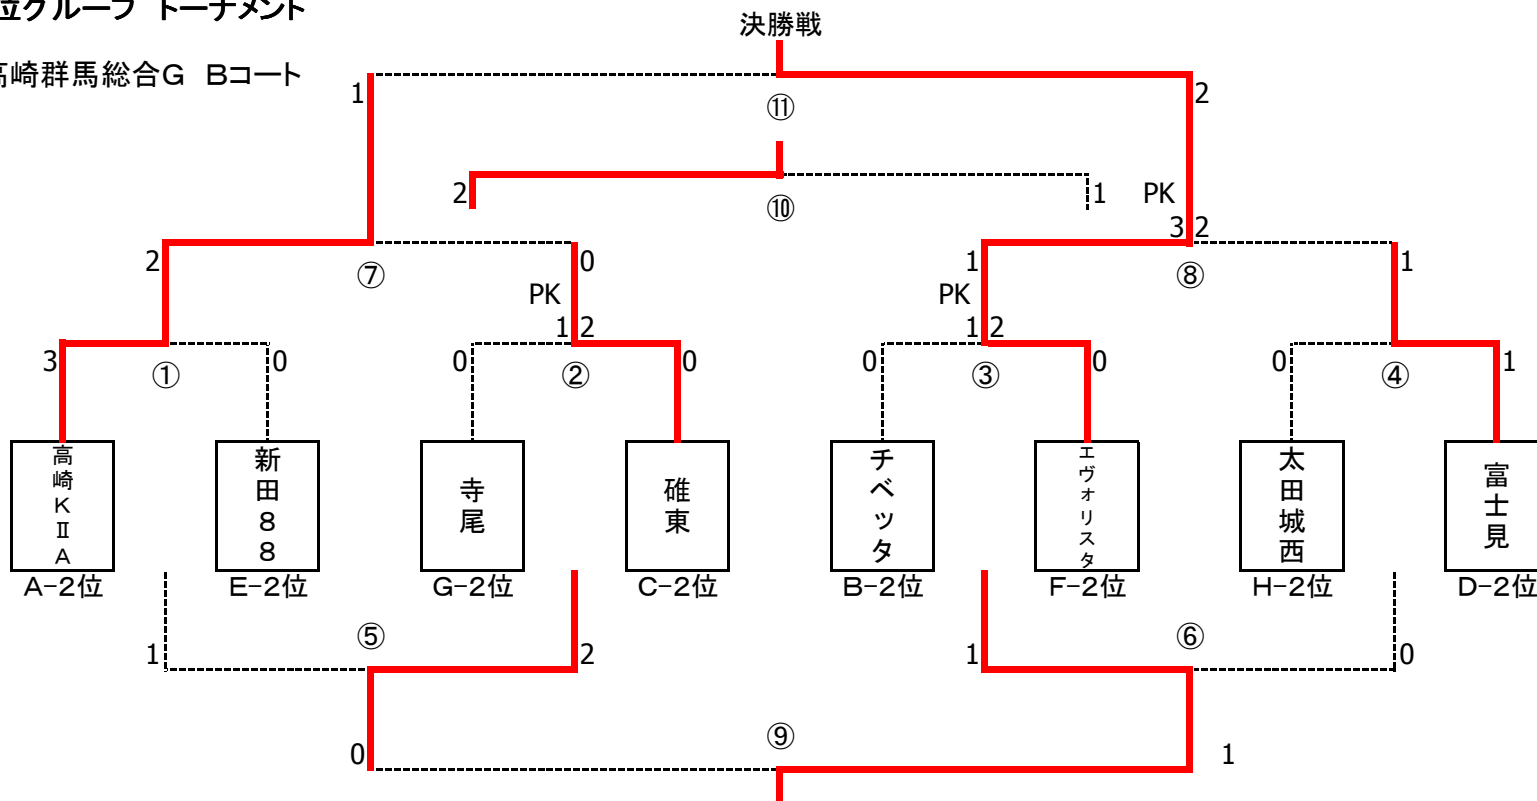 位グループ トーナメント
決勝戦
高崎群馬総合G Bコート
1
2
⑪
2
1
PK
⑩
3 2
2
⑦
0
1
⑧
1
PK
PK
1 2
1 2
3
①
0
0
②
0
0
③
0
0
④
1
高崎KⅡA
新田88
寺尾
碓東
チベッタ
エヴォリスタ
太田城西
富士見
A-2位
E-2位
G-2位
C-2位
B-2位
F-2位
H-2位
D-2位
1
⑤
2
1
⑥
0
0
⑨
1